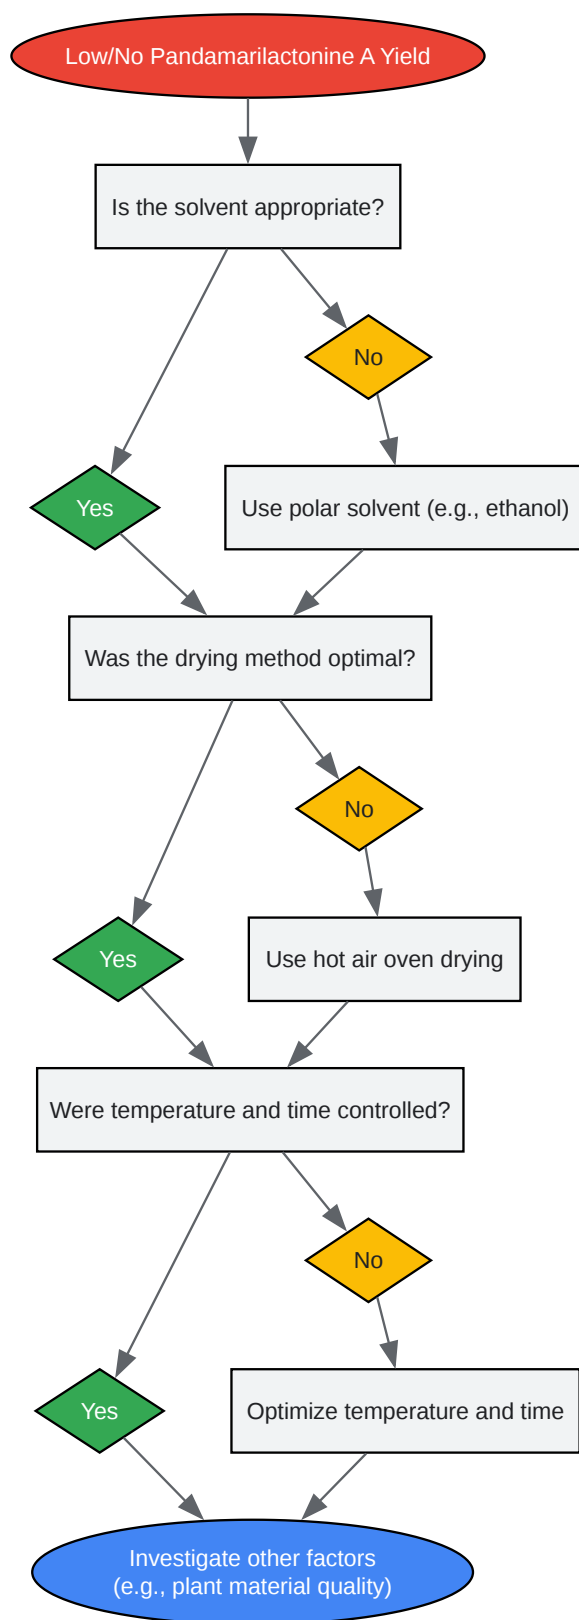 Low/No Pandamarilactonine A Yield
Is the solvent appropriate?
No
Yes
Use polar solvent (e.g., ethanol)
Was the drying method optimal?
No
Yes
Use hot air oven drying
Were temperature and time controlled?
No
Yes
Optimize temperature and time
Investigate other factors
(e.g., plant material quality)